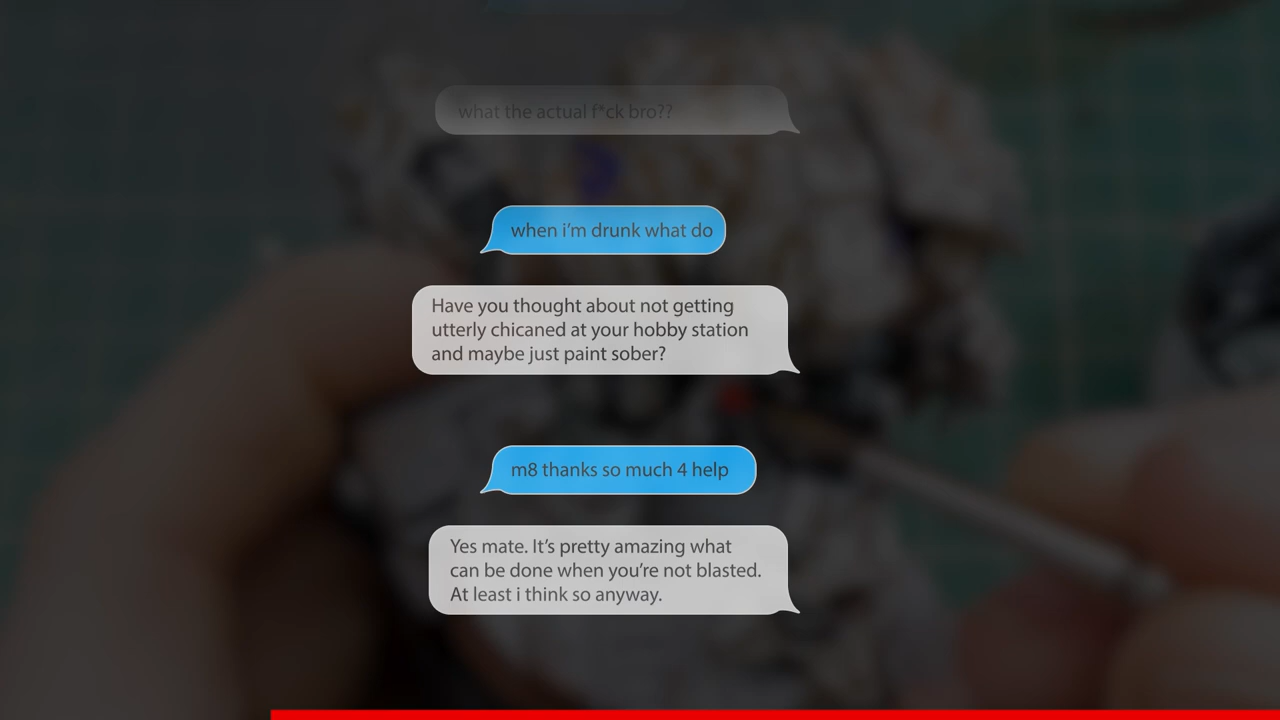 what the actual f*ck bro??
when i'm drunk what do
Have you thought about not getting
utterly chicaned at your hobby station
and maybe just paint sober?
m8 thanks so much 4 help
Yes mate. It's pretty amazing what
can be done when you're not blasted.
At least i think so anyway.